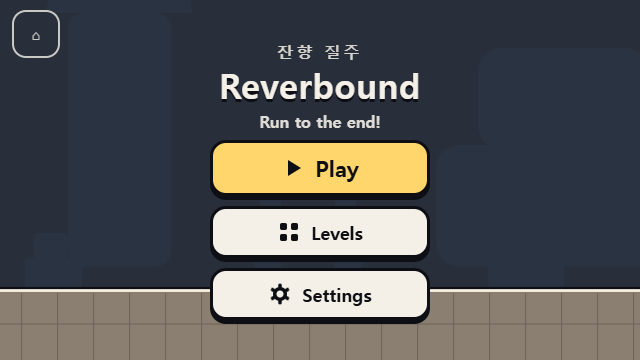 잔향 질주
Reverbound
Run to the end!
Play
Levels
Settings